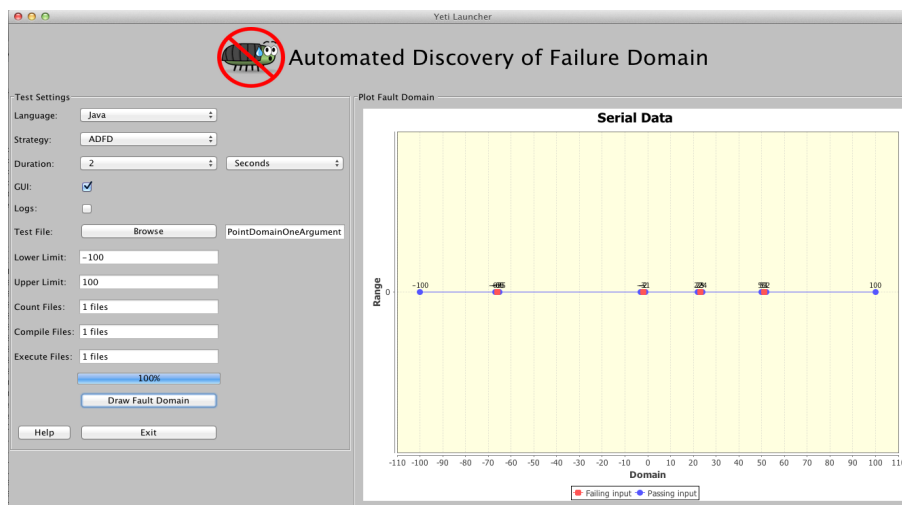 Yeti Launcher
Automated Discovery of Failure Domain
Test Settings
Language: Java
Strategy: ADFD
Duration: 2 Seconds
GUI:
Logs:
Test File: Browse PointDomainOneArgument
Lower Limit: -100
Upper Limit: 100
Count Files: 1 files
Compile Files: 1 files
Execute Files: 1 files
100%
Draw Fault Domain
Help Exit
Plot Fault Domain
Serial Data
Range
0
-100 100
-110 -100 -90 -80 -70 -60 -50 -40 -30 -20 -10 0 10 20 30 40 50 60 70 80 90 100
Domain
Failing input Passing input